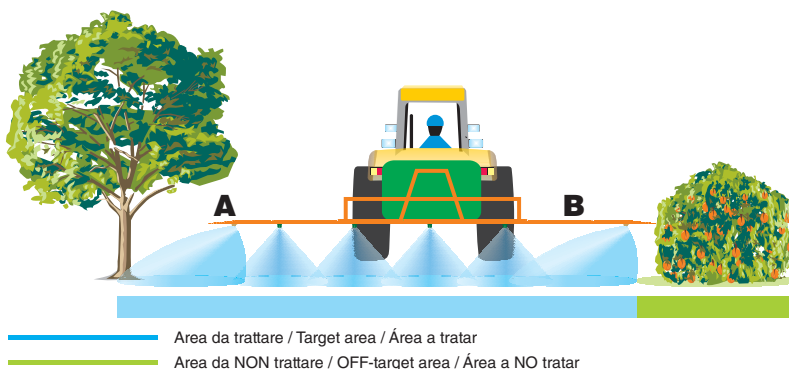 A
B
Area da trattare / Target area / Área a tratar
Area da NON trattare / OFF-target area / Área a NO tratar